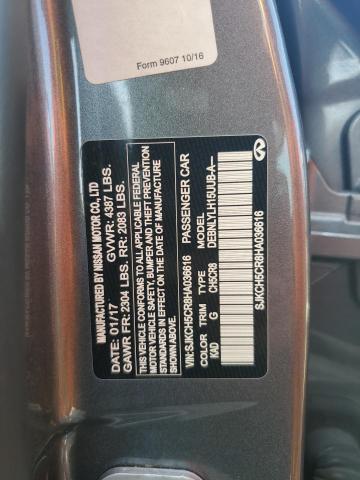 Form 9607 10/16
MANUFACTURED BY NISSAN MOTOR CO., LTD
DATE: 01/17 GVWR: 4387 LBS.
GAWR FR: 2304 LBS. RR: 2083 LBS.
THIS VEHICLE CONFORMS TO ALL APPLICABLE FEDERAL
MOTOR VEHICLE SAFETY, BUMPER AND THEFT PREVENTION
STANDARDS IN EFFECT ON THE DATE OF MANUFACTURE
SHOWN ABOVE.
VIN:SJKCH5CR8HA036616 PASSENGER CAR
COLOR TRIM TYPE DEBNLYLH15UUB-A—
KAD G CH5CR8
SJKCH5CR8HA036616